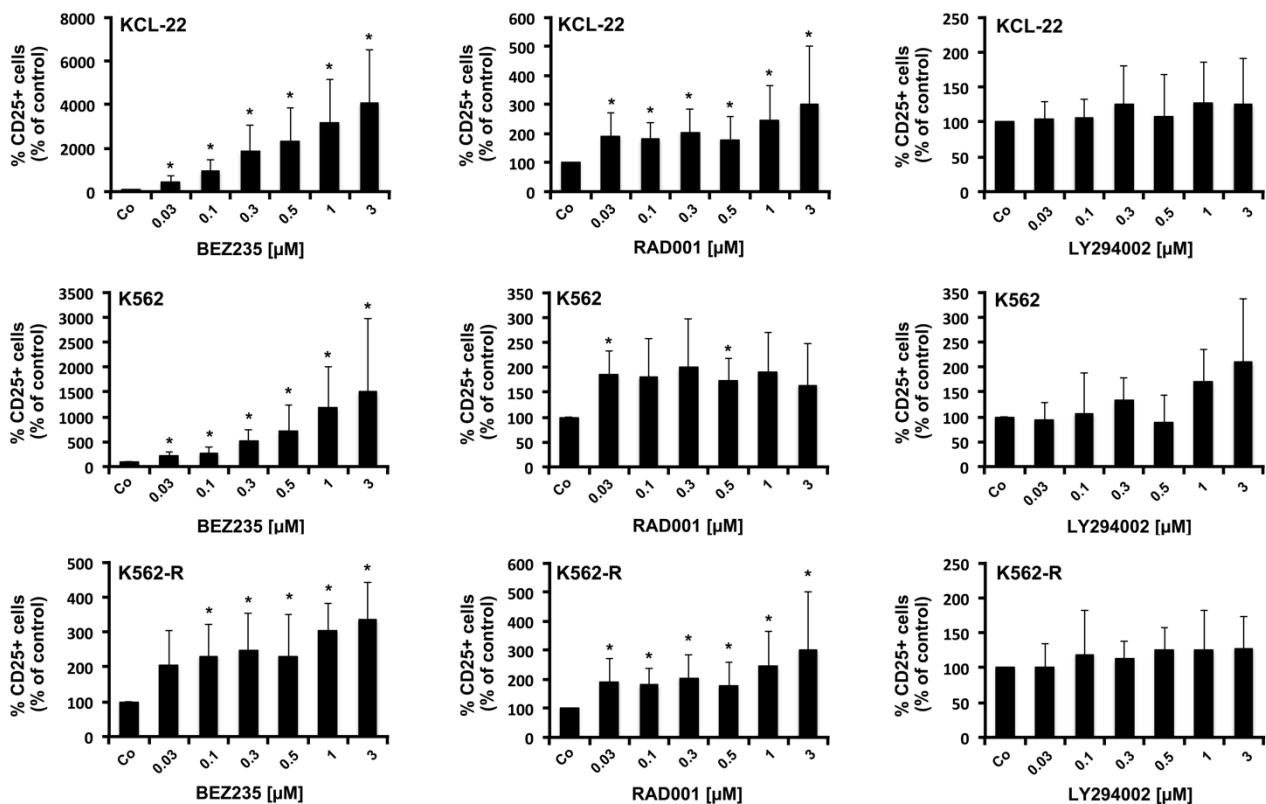 KCL-22
% CD25+ cells
(% of control)
8000
6000
4000
2000
0
* * * * * *
Co 0.03 0.1 0.3 0.5 1 3
BEZ235 [µM]
KCL-22
% CD25+ cells
(% of control)
600
500
400
300
200
100
0
* * * * * *
Co 0.03 0.1 0.3 0.5 1 3
RAD001 [µM]
KCL-22
% CD25+ cells
(% of control)
250
200
150
100
50
0
Co 0.03 0.1 0.3 0.5 1 3
LY294002 [µM]
K562
% CD25+ cells
(% of control)
3500
3000
2500
2000
1500
1000
500
0
* * * * * *
Co 0.03 0.1 0.3 0.5 1 3
BEZ235 [µM]
K562
% CD25+ cells
(% of control)
350
300
250
200
150
100
50
0
* *
Co 0.03 0.1 0.3 0.5 1 3
RAD001 [µM]
K562
% CD25+ cells
(% of control)
350
300
250
200
150
100
50
0
Co 0.03 0.1 0.3 0.5 1 3
LY294002 [µM]
K562-R
% CD25+ cells
(% of control)
500
400
300
200
100
0
* * * * *
Co 0.03 0.1 0.3 0.5 1 3
BEZ235 [µM]
K562-R
% CD25+ cells
(% of control)
600
500
400
300
200
100
0
* * * * * *
Co 0.03 0.1 0.3 0.5 1 3
RAD001 [µM]
K562-R
% CD25+ cells
(% of control)
250
200
150
100
50
0
Co 0.03 0.1 0.3 0.5 1 3
LY294002 [µM]